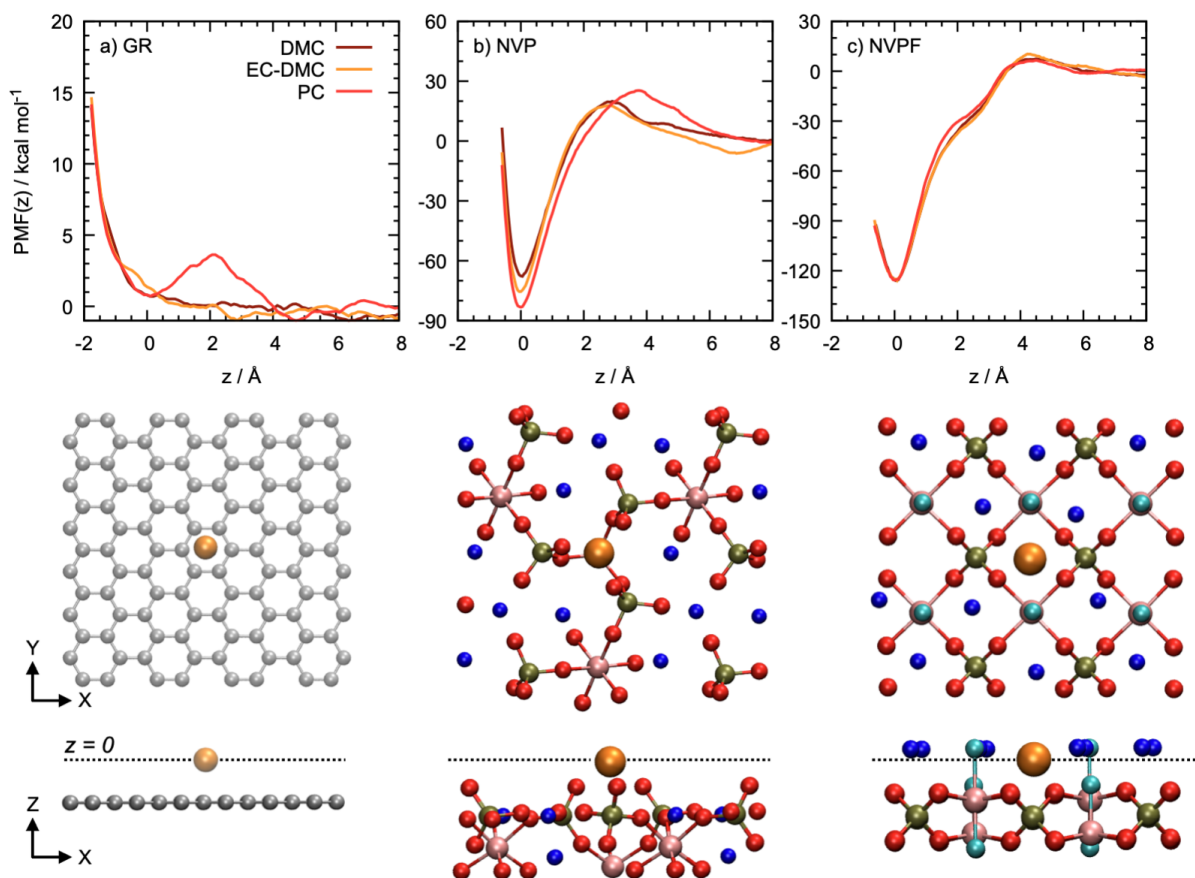 a) GR
DMC
EC-DMC
PC
b) NVP
c) NVPF
PMF(z) / kcal mol⁻¹
20
15
10
5
0
-2 0 2 4 6 8
z / Å
60
30
0
-30
-60
-90
-2 0 2 4 6 8
z / Å
30
0
-30
-60
-90
-120
-150
-2 0 2 4 6 8
z / Å
Y
X
z = 0
Z
X